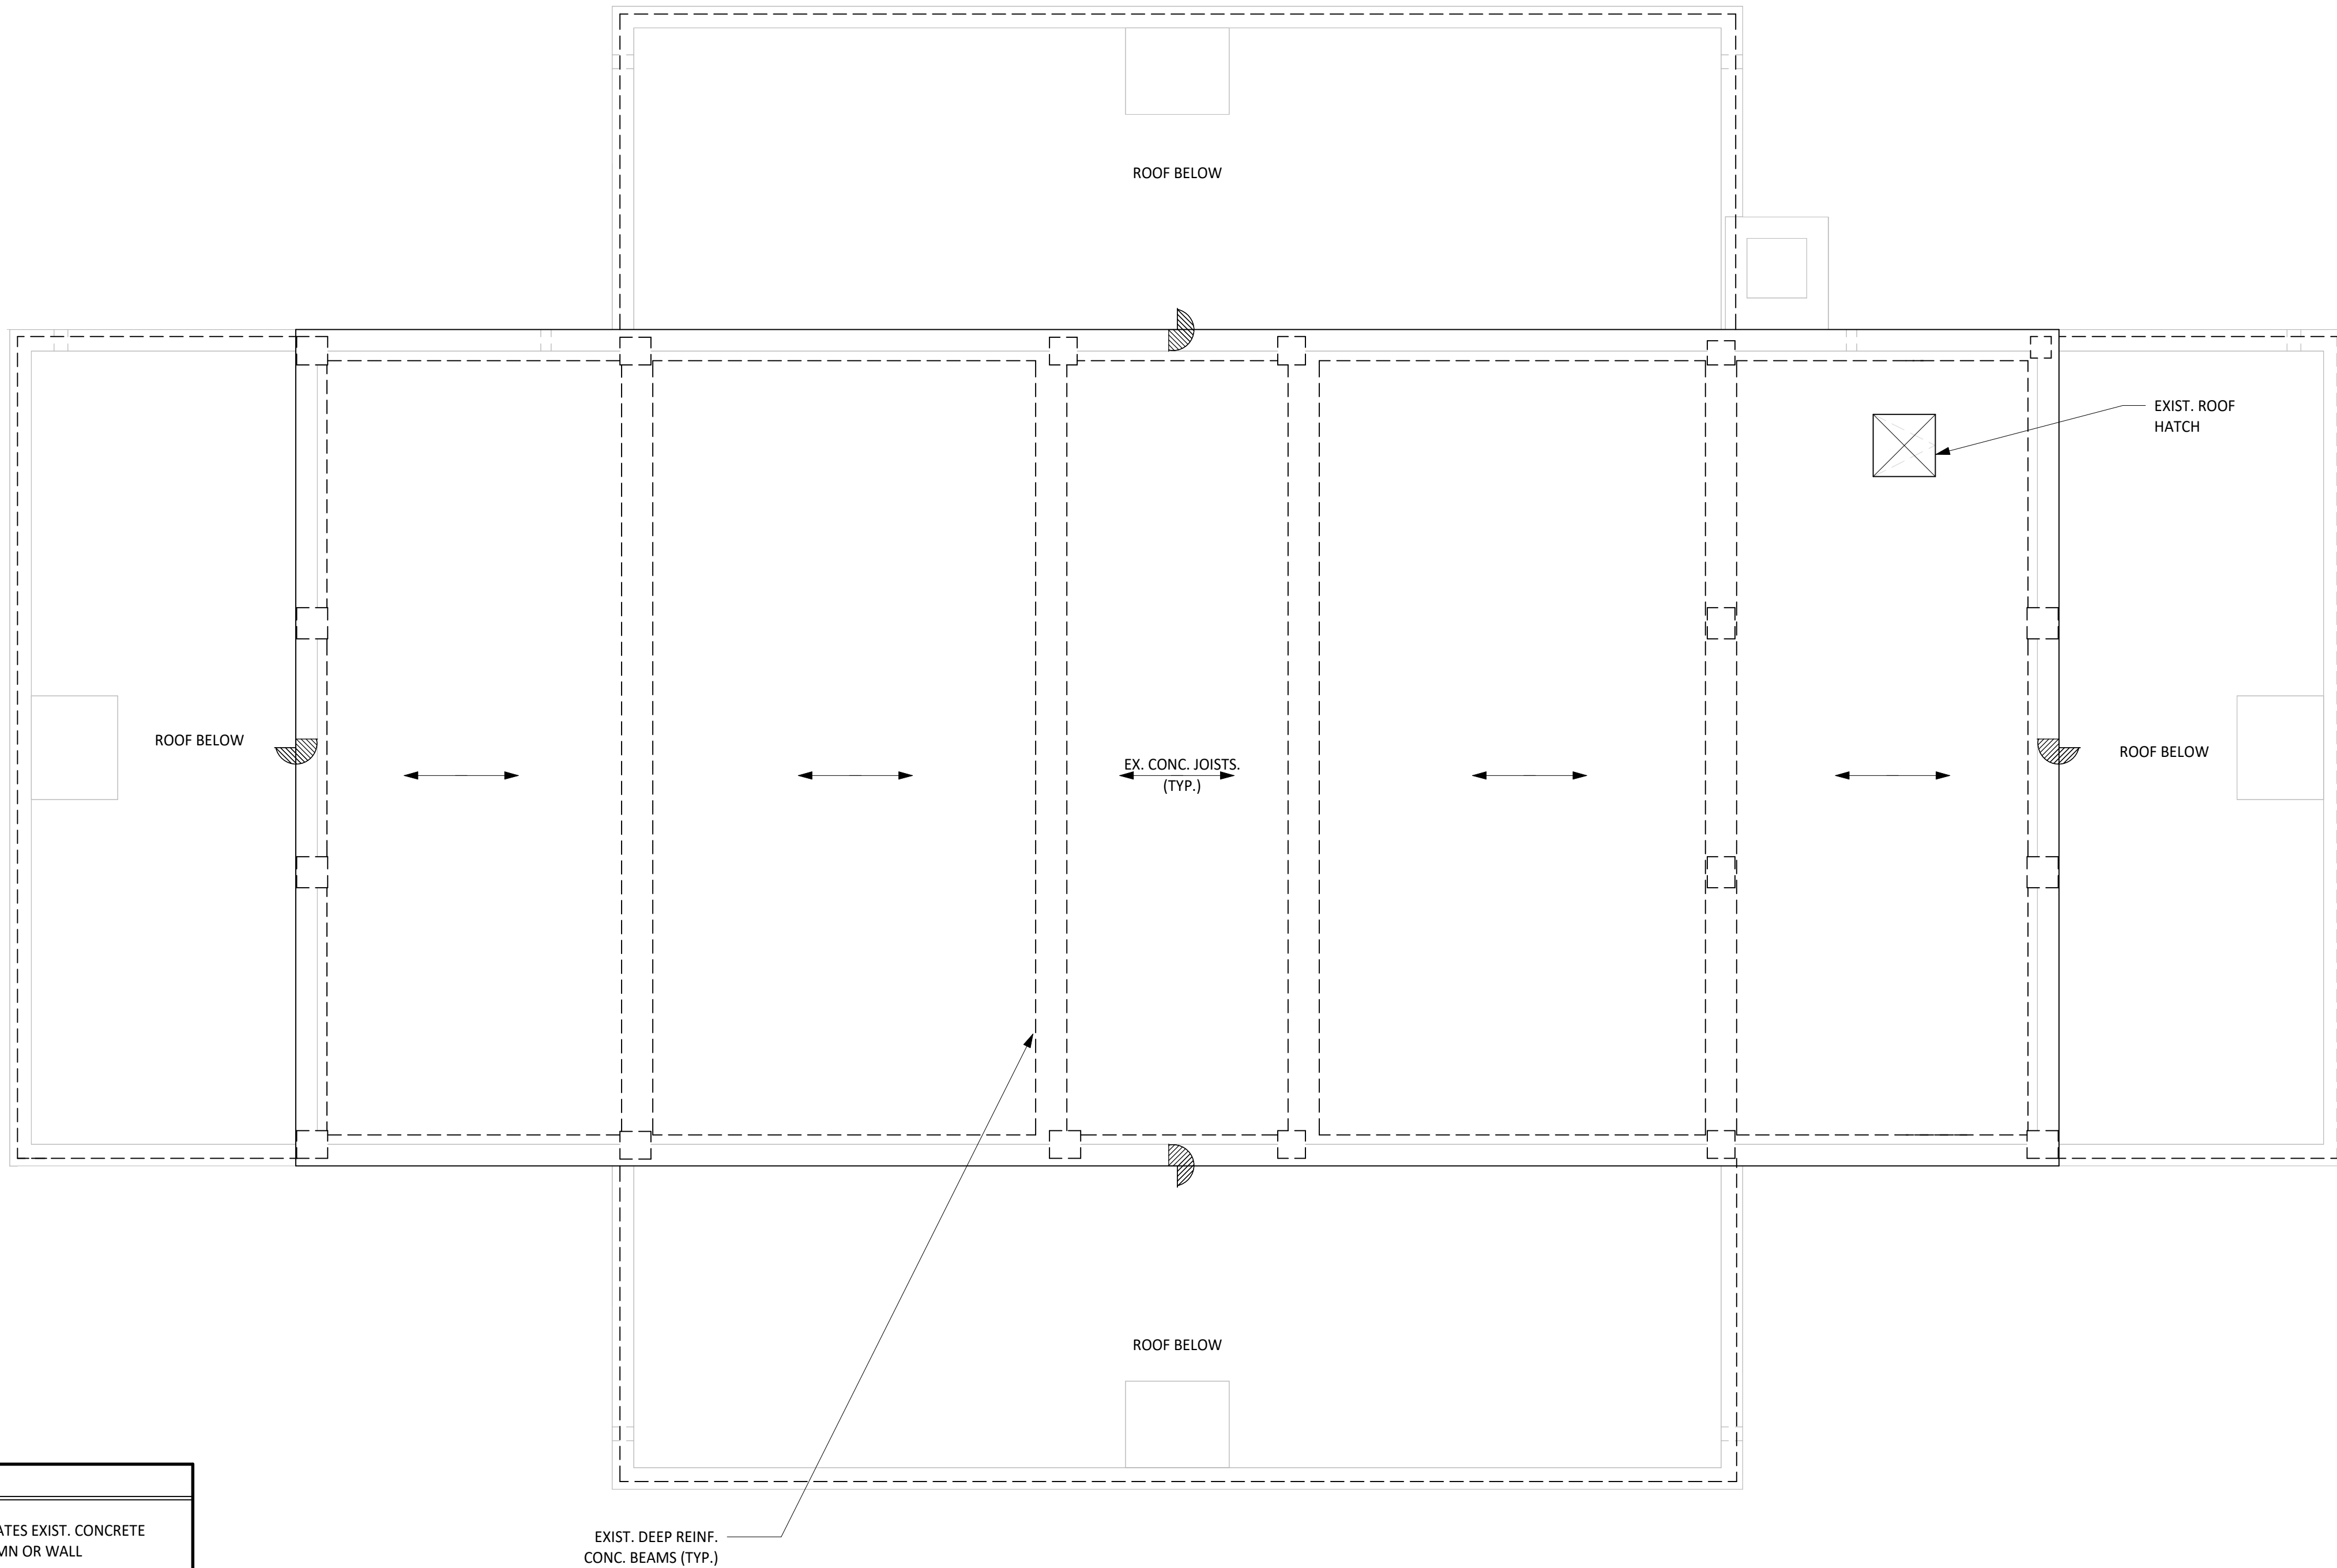 ROOF BELOW
EXIST. ROOF
HATCH
ROOF BELOW
EX. CONC. JOISTS.
(TYP.)
ROOF BELOW
ROOF BELOW
ATES EXIST. CONCRETE
MN OR WALL
EXIST. DEEP REINF.
CONC. BEAMS (TYP.)